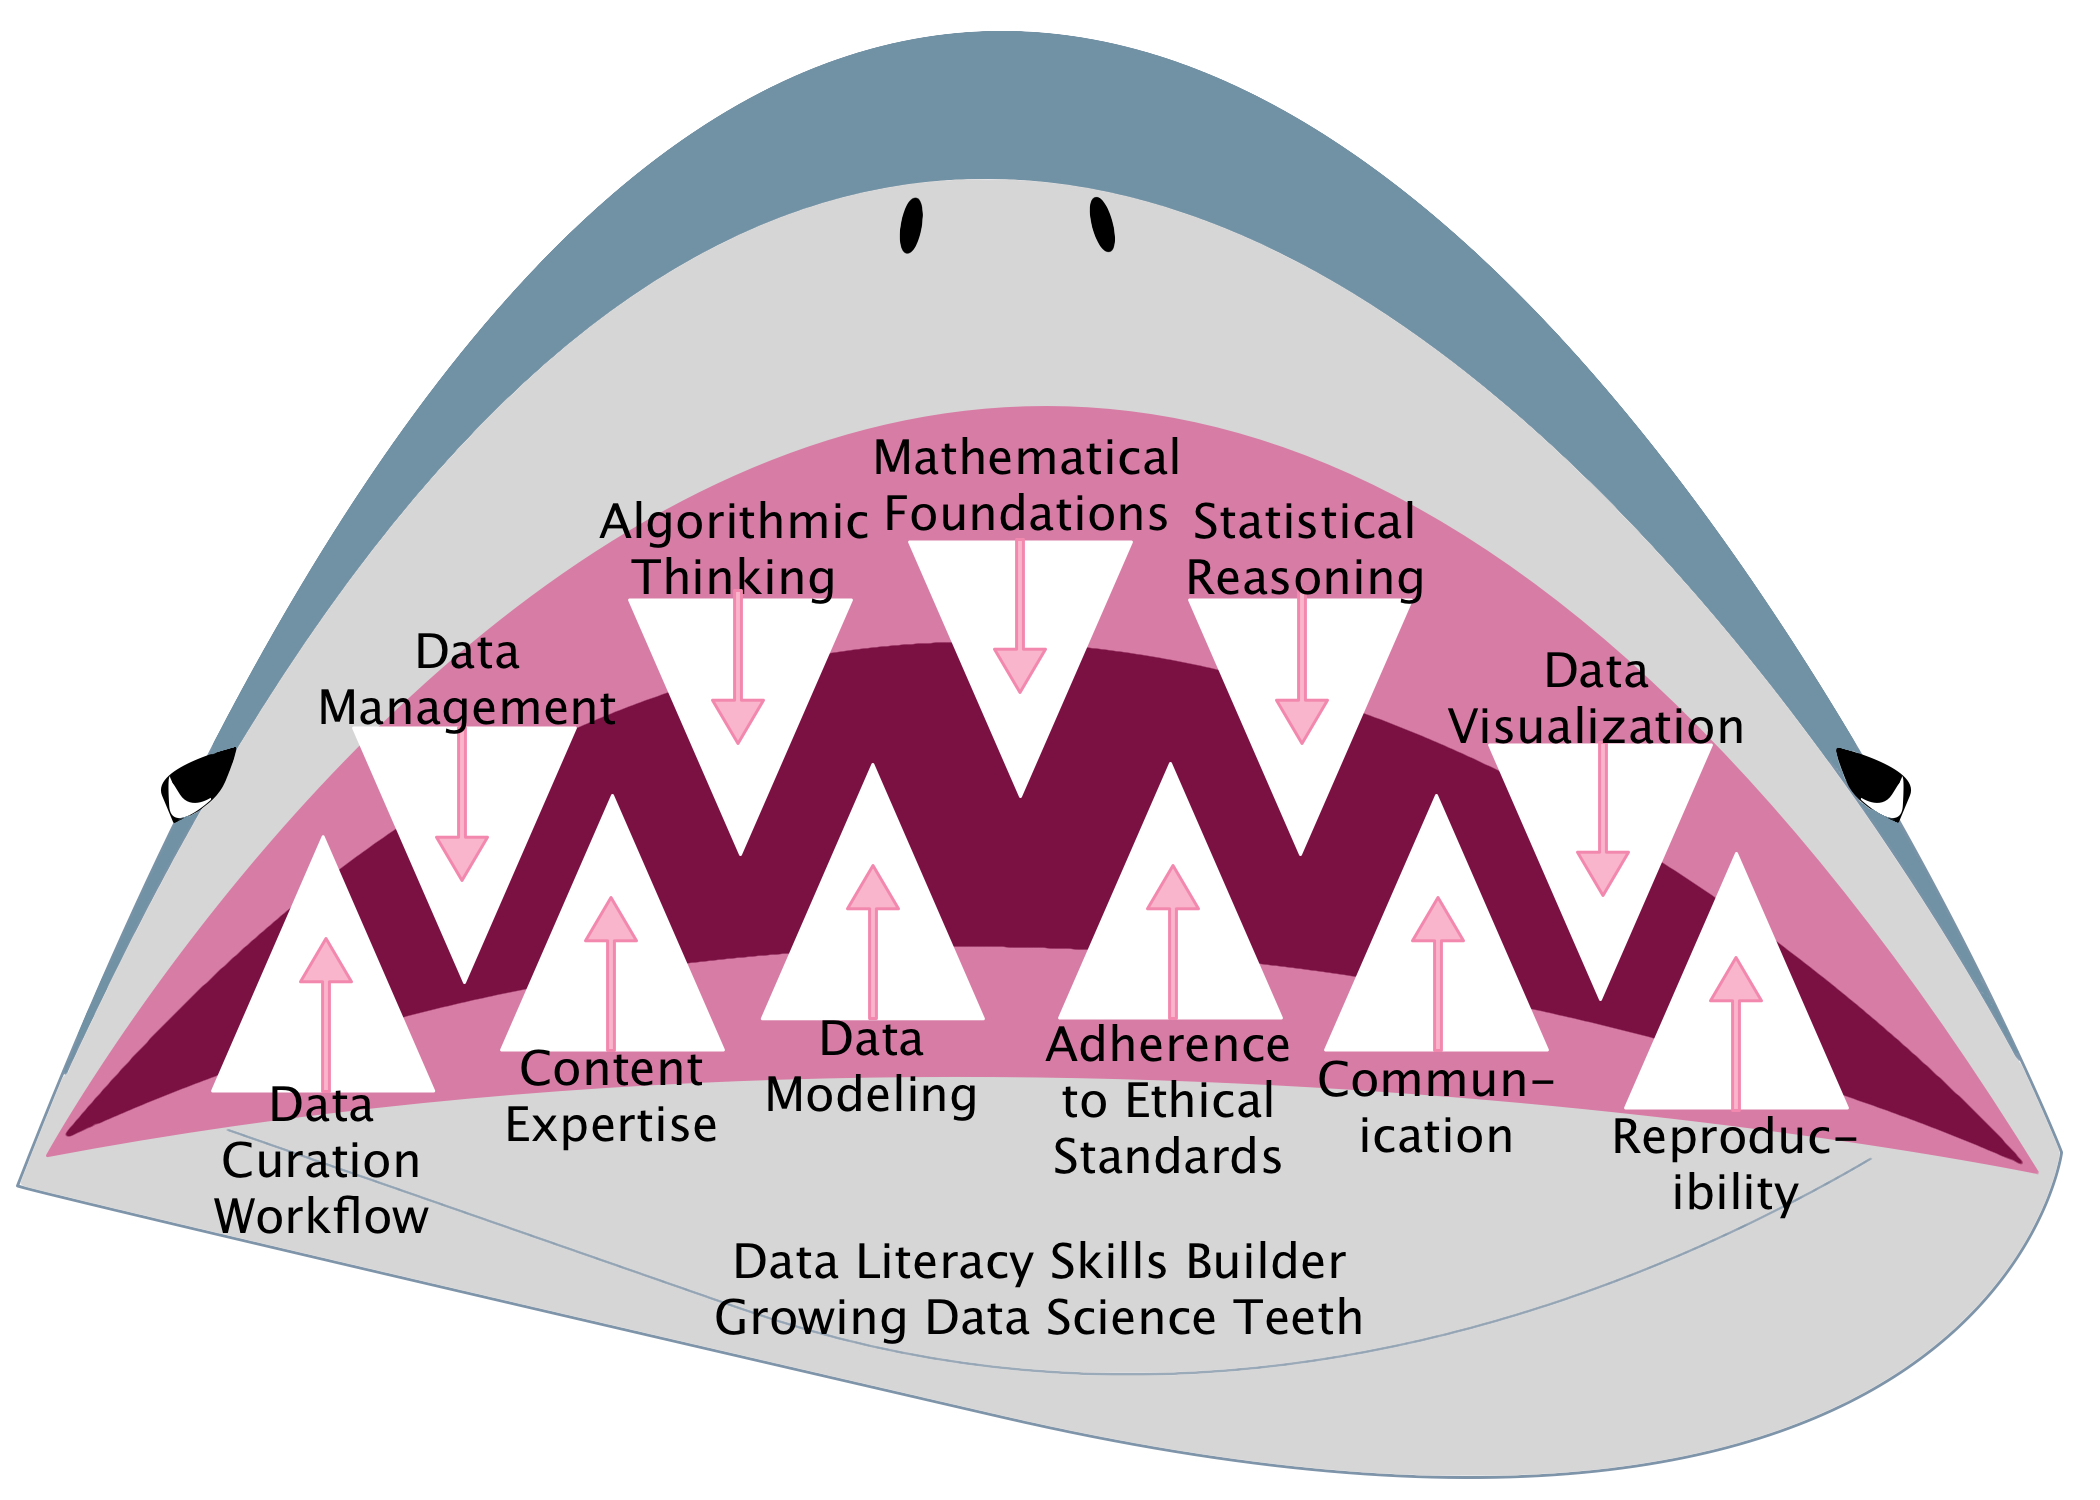 Mathematical
Foundations
Algorithmic
Thinking
Statistical
Reasoning
Data
Management
Data
Visualization
Data
Curation
Workflow
Content
Expertise
Data
Modeling
Adherence
to Ethical
Standards
Commun-
ication
Reproduc-
ibility
Data Literacy Skills Builder
Growing Data Science Teeth